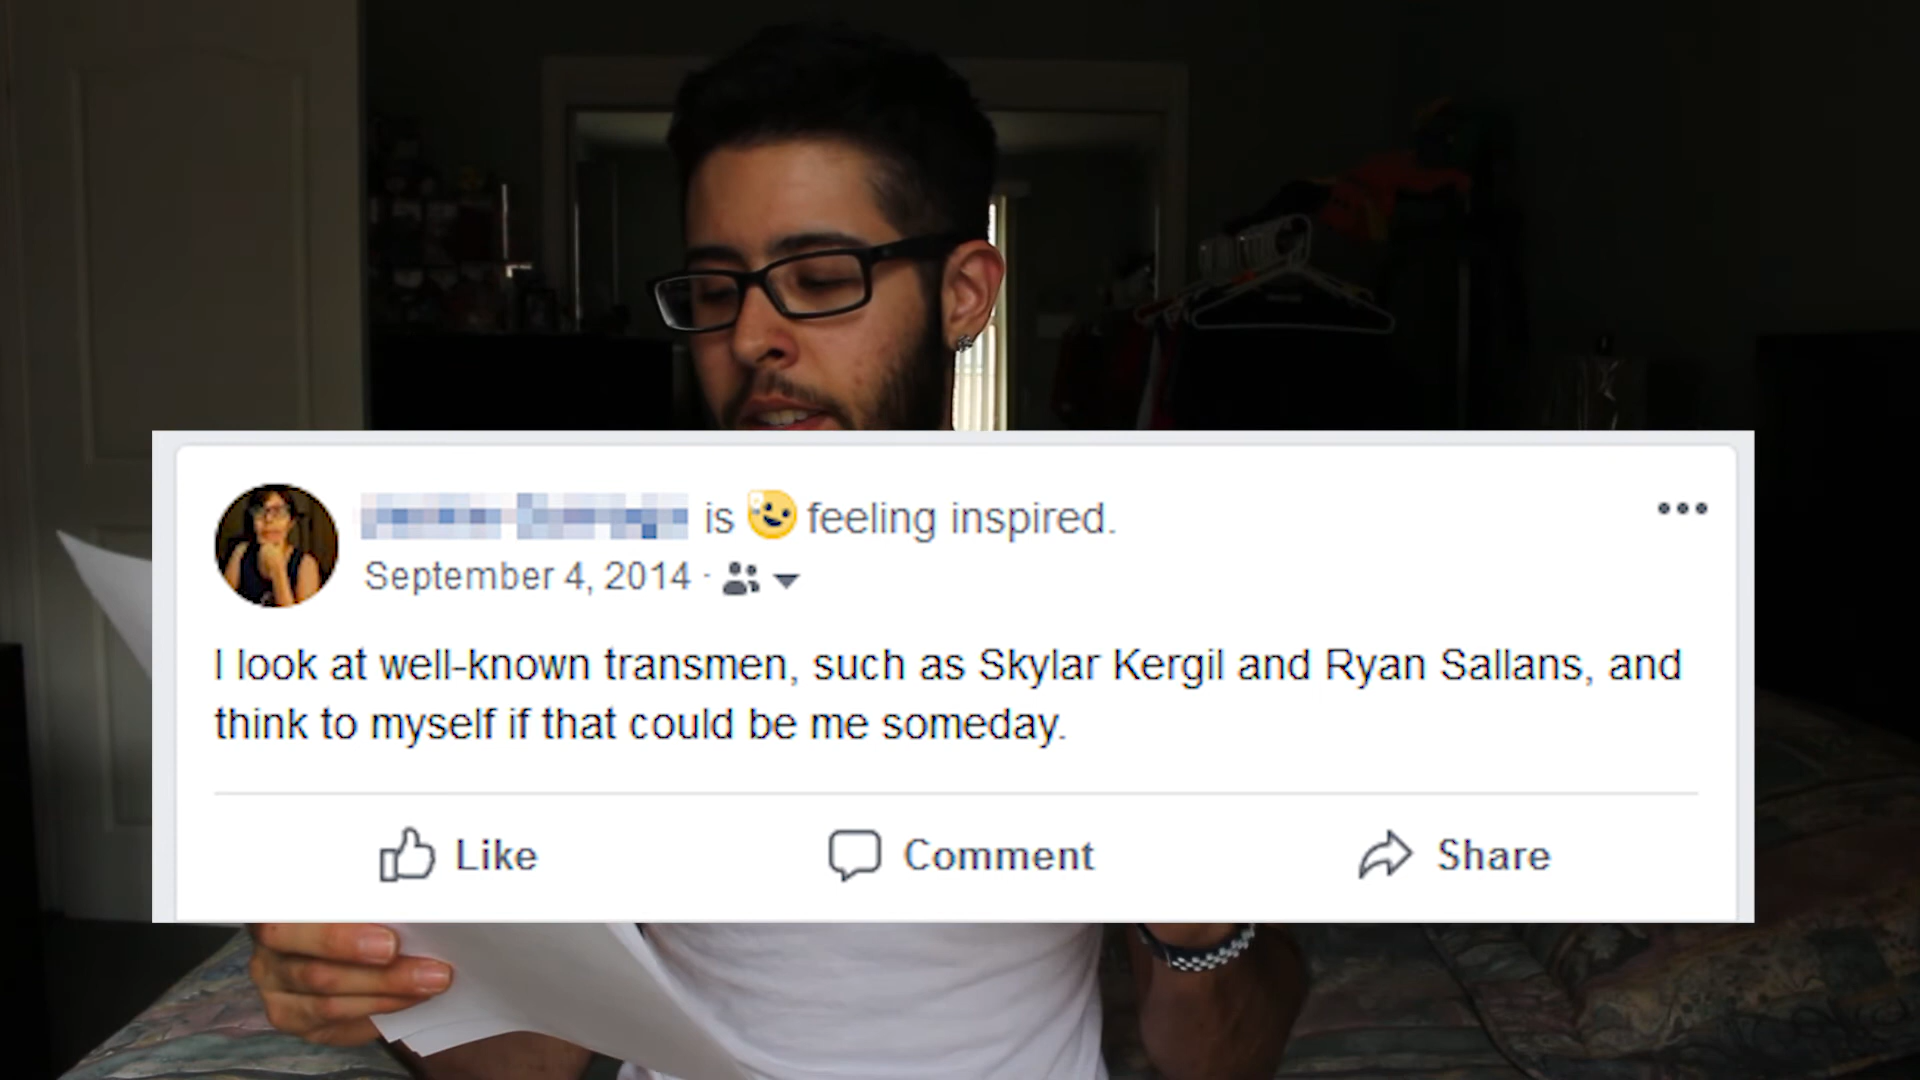 is feeling inspired.
September 4, 2014 ·
I look at well-known transmen, such as Skylar Kergil and Ryan Sallans, and
think to myself if that could be me someday.
Like Comment Share